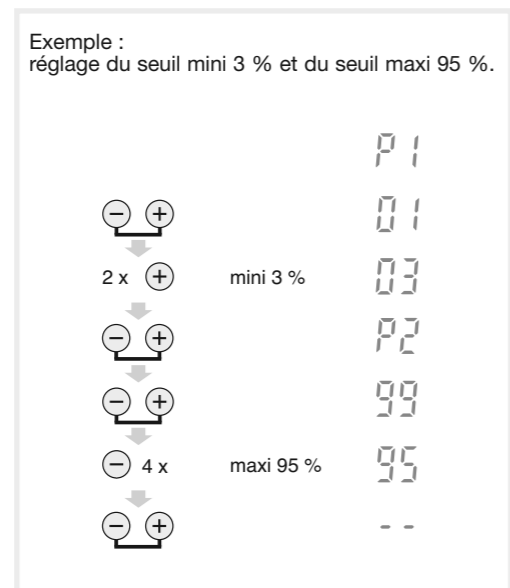 Exemple :
réglage du seuil mini 3 % et du seuil maxi 95 %.
P1
− + 01
2 x + mini 3 % 03
− + P2
− + 99
− 4 x maxi 95 % 95
− + - -